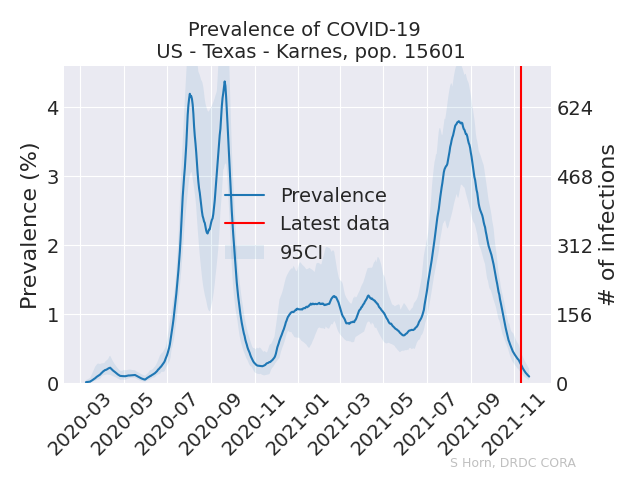 Prevalence of COVID-19
US - Texas - Karnes, pop. 15601
Prevalence (%)
4
3
2
1
0
624
468
312
156
0
# of infections
Prevalence
Latest data
95CI
2020-03
2020-05
2020-07
2020-09
2020-11
2021-01
2021-03
2021-05
2021-07
2021-09
2021-11
S Horn, DRDC CORA